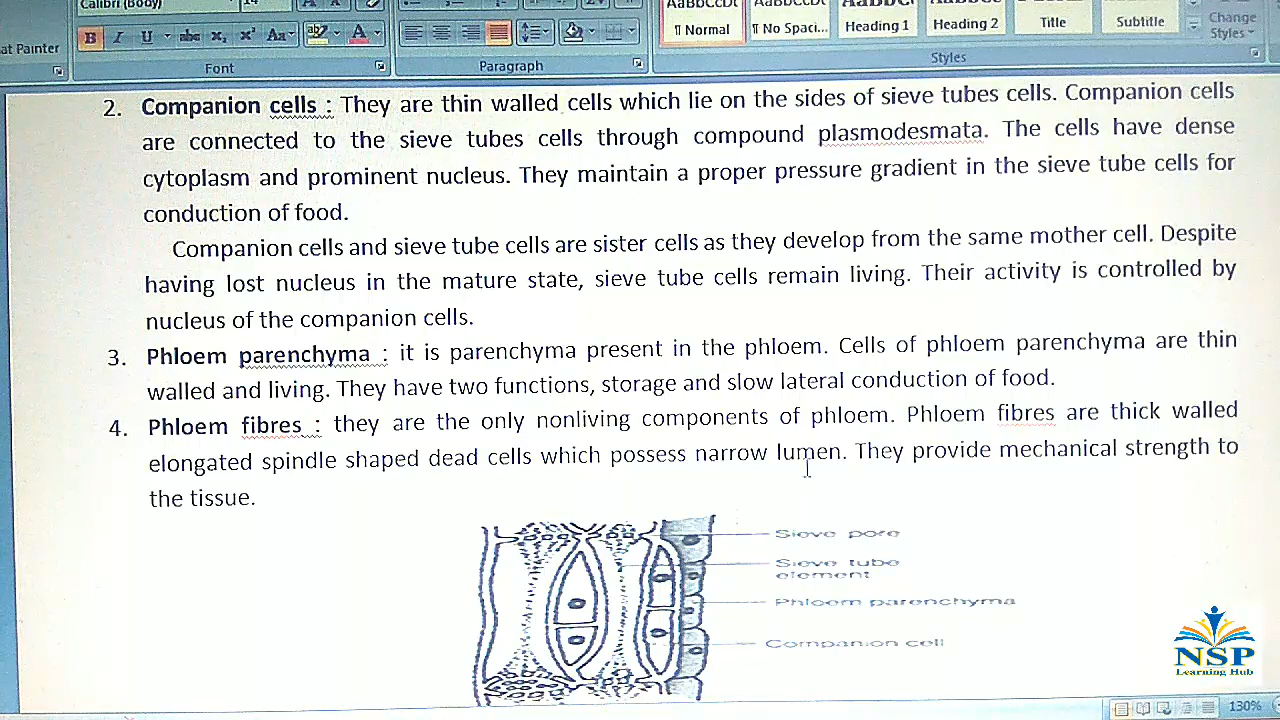 Calibri (Body)
14
at Painter
B I U abc x₂ x² Aa ab A
Font
Paragraph
AaBbCcDc AaBbCcDc
¶ Normal ¶ No Spaci... Heading 1 Heading 2 Title Subtitle
Change Styles
Styles
2. Companion cells : They are thin walled cells which lie on the sides of sieve tubes cells. Companion cells
are connected to the sieve tubes cells through compound plasmodesmata. The cells have dense
cytoplasm and prominent nucleus. They maintain a proper pressure gradient in the sieve tube cells for
conduction of food.
Companion cells and sieve tube cells are sister cells as they develop from the same mother cell. Despite
having lost nucleus in the mature state, sieve tube cells remain living. Their activity is controlled by
nucleus of the companion cells.
3. Phloem parenchyma : it is parenchyma present in the phloem. Cells of phloem parenchyma are thin
walled and living. They have two functions, storage and slow lateral conduction of food.
4. Phloem fibres : they are the only nonliving components of phloem. Phloem fibres are thick walled
elongated spindle shaped dead cells which possess narrow lumen. They provide mechanical strength to
the tissue.
Sieve pore
Sieve tube
element
Phloem parenchyma
Companion cell
NSP
Learning Hub
130%